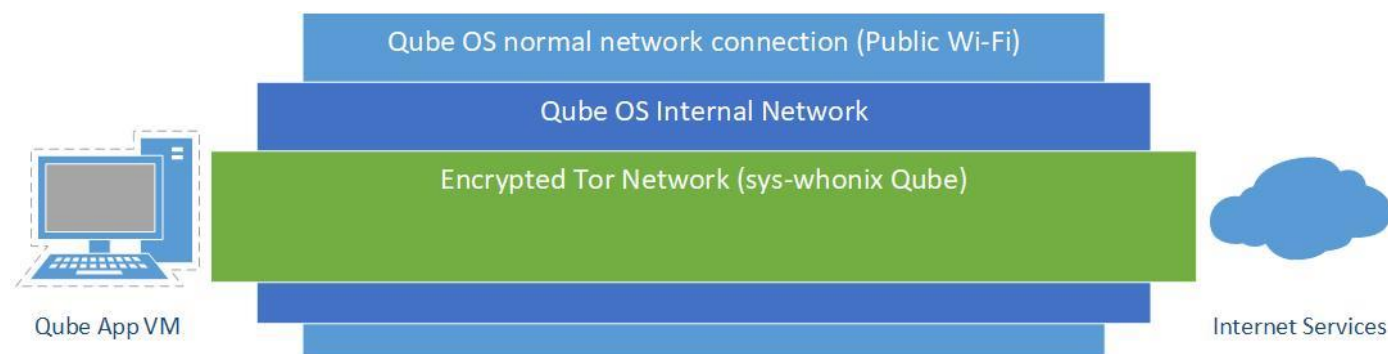 Qube OS normal network connection (Public Wi-Fi)
Qube OS Internal Network
Encrypted Tor Network (sys-whonix Qube)
Qube App VM
Internet Services